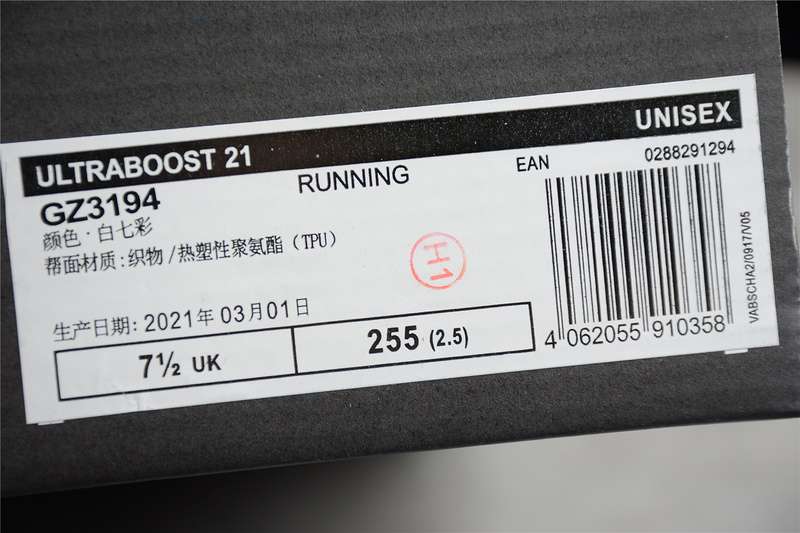 ULTRABOOST 21 UNISEX
GZ3194 RUNNING EAN 0288291294
颜色·白七彩
帮面材质:织物/热塑性聚氨酯(TPU)
H1
生产日期:2021年03月01日
7½ UK 255 (2.5)
4 062055 910358
VABSCHA2/0917/V05